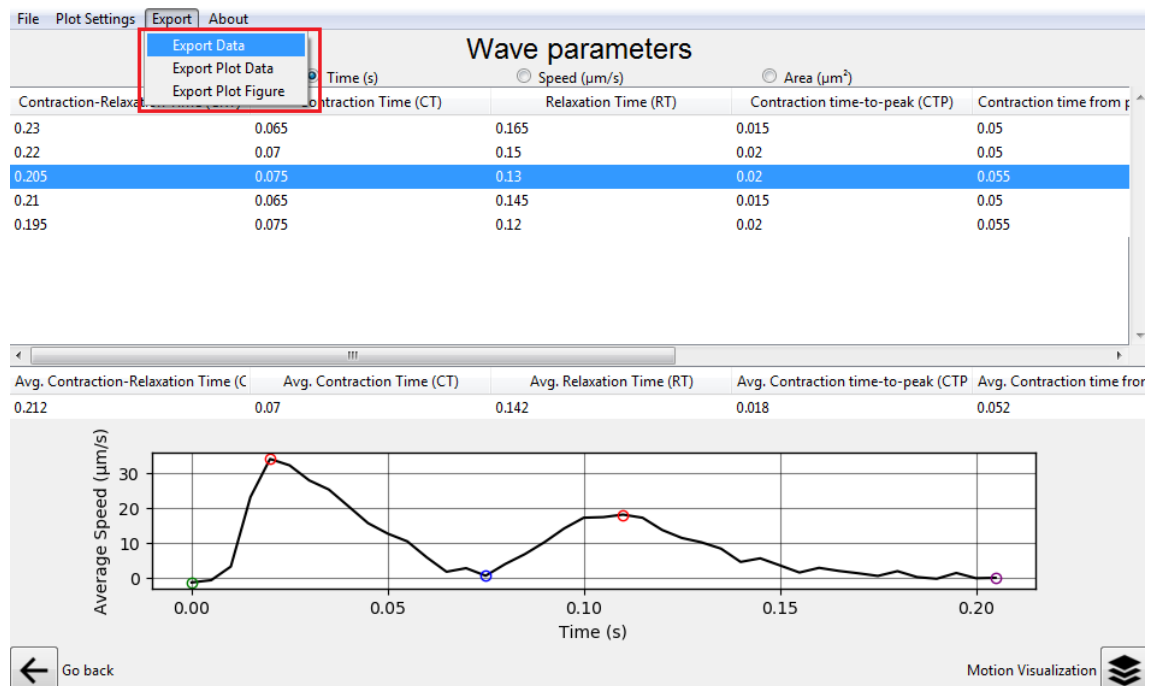 File Plot Settings Export About
Export Data
Export Plot Data
Export Plot Figure
Wave parameters
Time (s) Speed (µm/s) Area (µm²)
Contraction Time (CT) Relaxation Time (RT) Contraction time-to-peak (CTP) Contraction time from p
0.23 0.065 0.165 0.015 0.05
0.22 0.07 0.15 0.02 0.05
0.205 0.075 0.13 0.02 0.055
0.21 0.065 0.145 0.015 0.05
0.195 0.075 0.12 0.02 0.055
Avg. Contraction-Relaxation Time (C Avg. Contraction Time (CT) Avg. Relaxation Time (RT) Avg. Contraction time-to-peak (CTP Avg. Contraction time fror
0.212 0.07 0.142 0.018 0.052
Average Speed (µm/s)
30
20
10
0
0.00 0.05 0.10 0.15 0.20
Time (s)
Go back
Motion Visualization